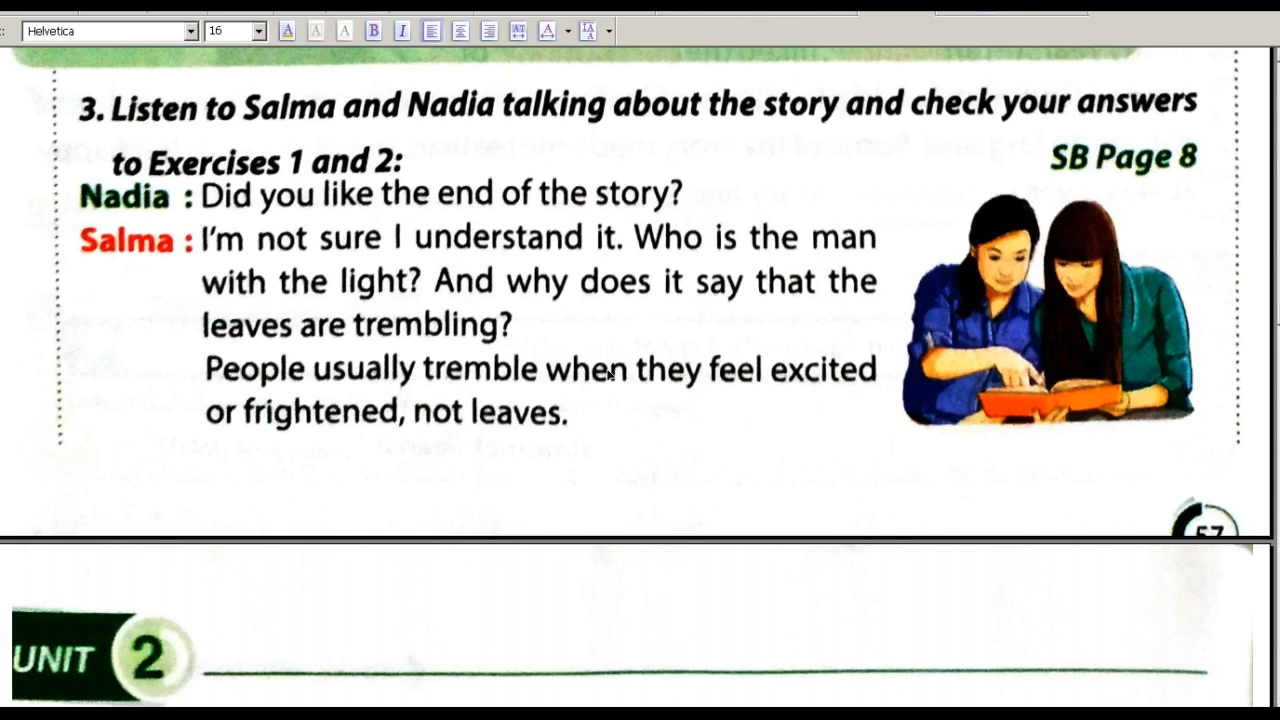 Helvetica 16
3. Listen to Salma and Nadia talking about the story and check your answers
to Exercises 1 and 2: SB Page 8
Nadia : Did you like the end of the story?
Salma : I'm not sure I understand it. Who is the man
with the light? And why does it say that the
leaves are trembling?
People usually tremble when they feel excited
or frightened, not leaves.
57
UNIT 2